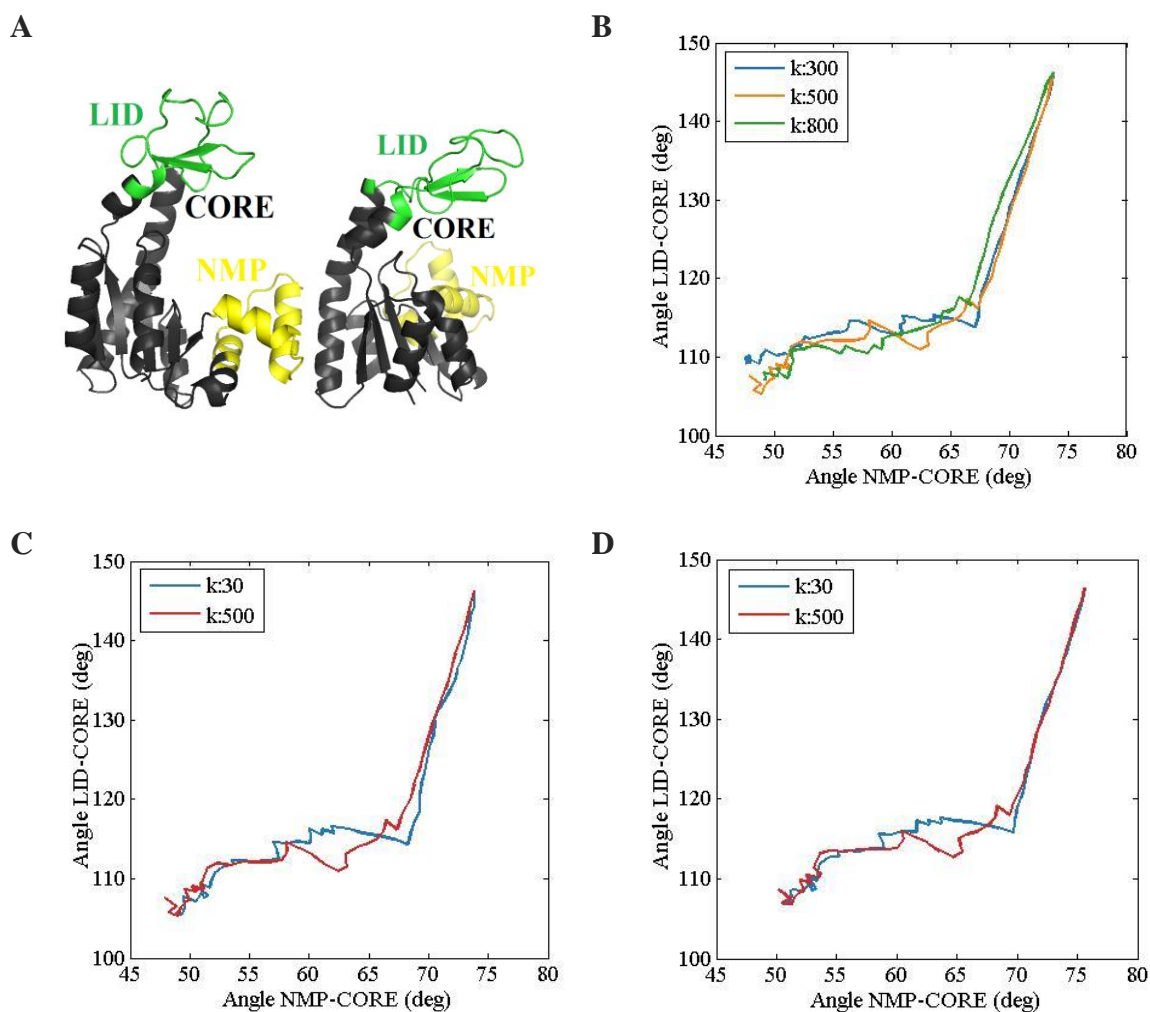 A
LID
CORE
NMP
LID
CORE
NMP
B
k:300
k:500
k:800
150
140
130
120
110
100
Angle LID-CORE (deg)
45 50 55 60 65 70 75 80
Angle NMP-CORE (deg)
C
k:30
k:500
150
140
130
120
110
100
Angle LID-CORE (deg)
45 50 55 60 65 70 75 80
Angle NMP-CORE (deg)
D
k:30
k:500
150
140
130
120
110
100
Angle LID-CORE (deg)
45 50 55 60 65 70 75 80
Angle NMP-CORE (deg)